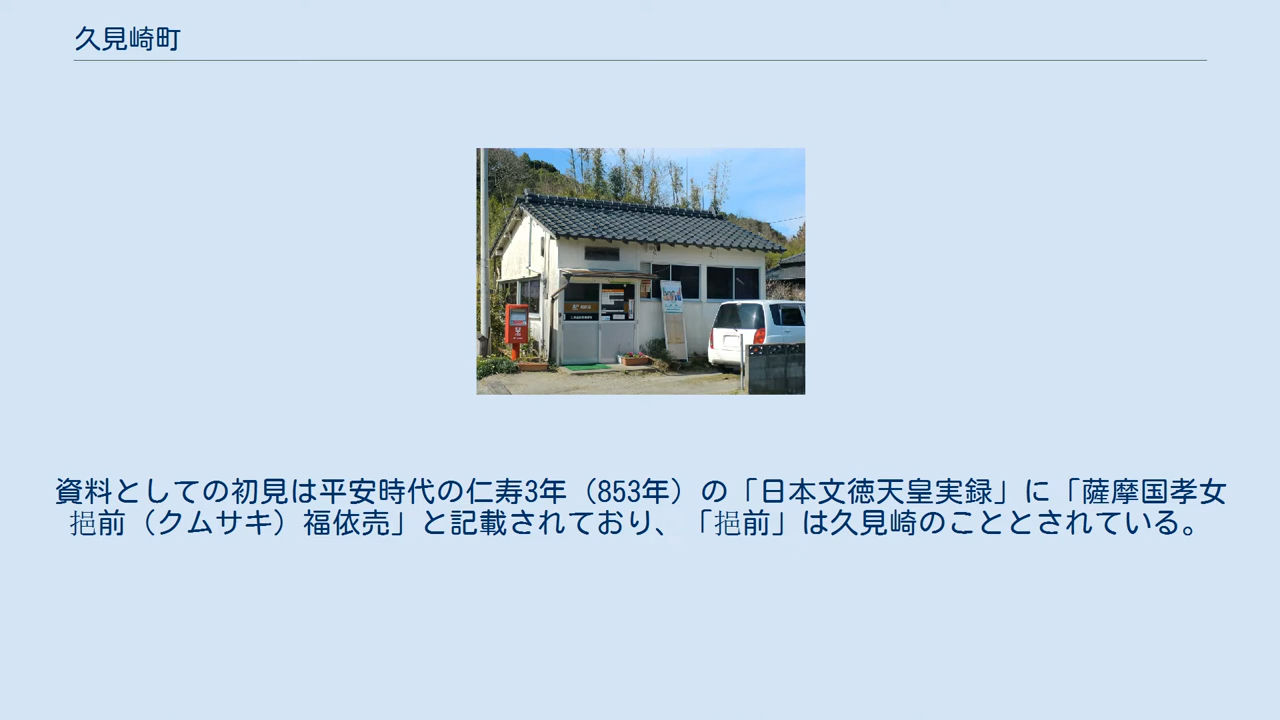 久見崎町
資料としての初見は平安時代の仁寿3年（853年）の「日本文徳天皇実録」に「薩摩国孝女
挹前（クムサキ）福依売」と記載されており、「挹前」は久見崎のこととされている。